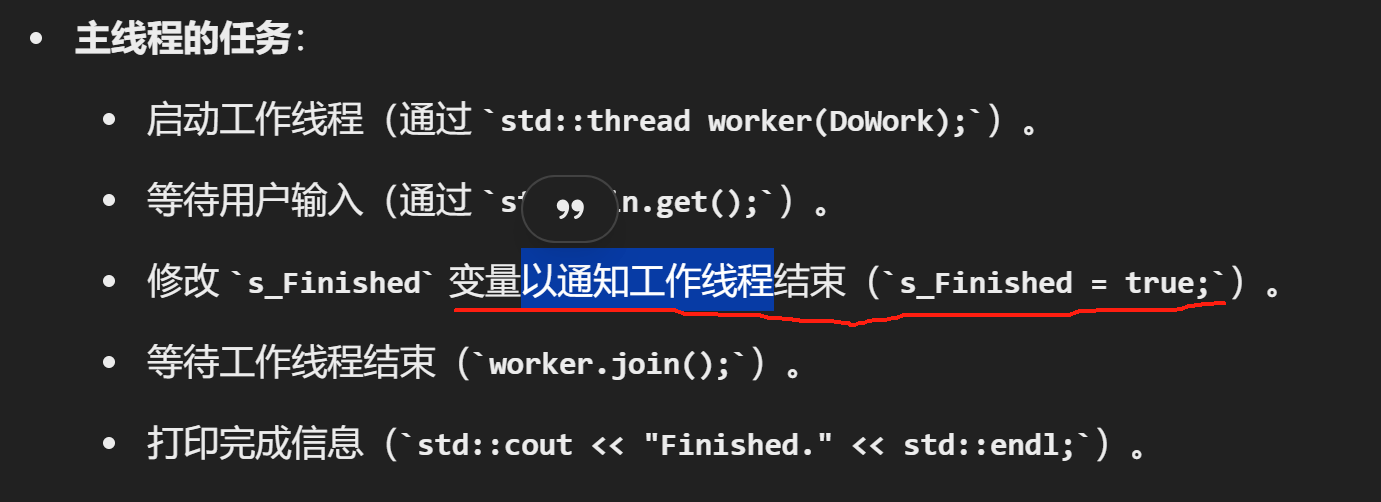 主线程的任务：
启动工作线程（通过 `std::thread worker(DoWork);`）。
等待用户输入（通过 `st in.get();`）。
修改 `s_Finished` 变量以通知工作线程结束（`s_Finished = true;`）。
等待工作线程结束（`worker.join();`）。
打印完成信息（`std::cout << "Finished." << std::endl;`）。